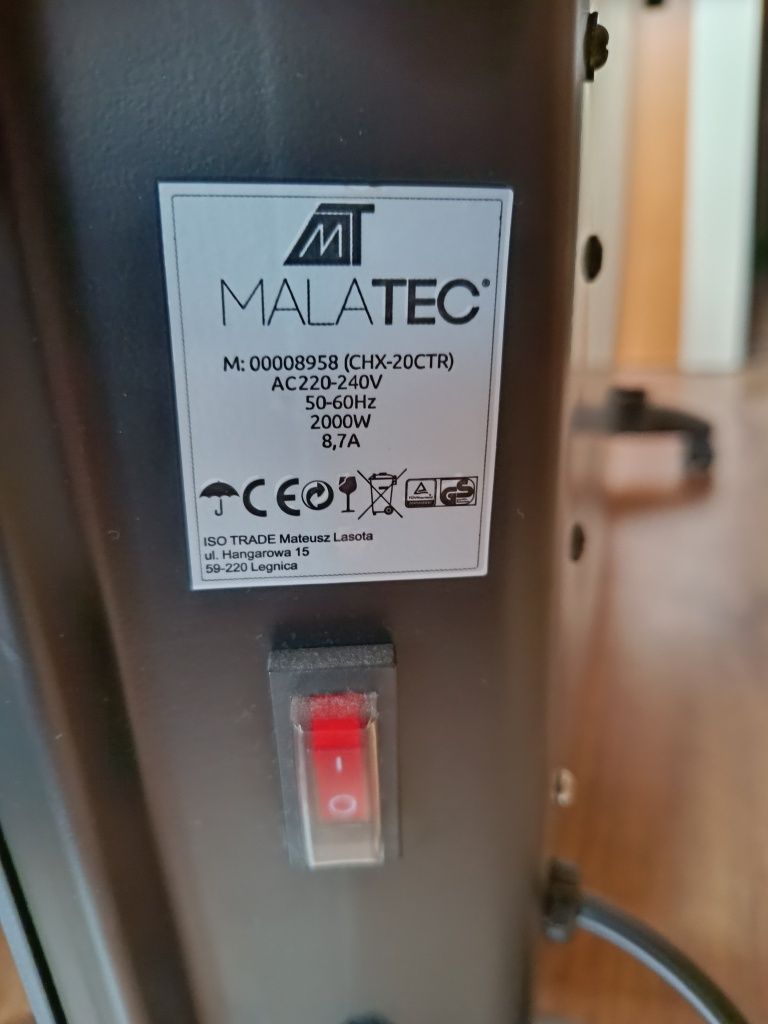 MT
MALATEC®
M: 00008958 (CHX-20CTR)
AC220-240V
50-60Hz
2000W
8,7A
CE
GS
ISO TRADE Mateusz Lasota
ul. Hangarowa 15
59-220 Legnica
I
O